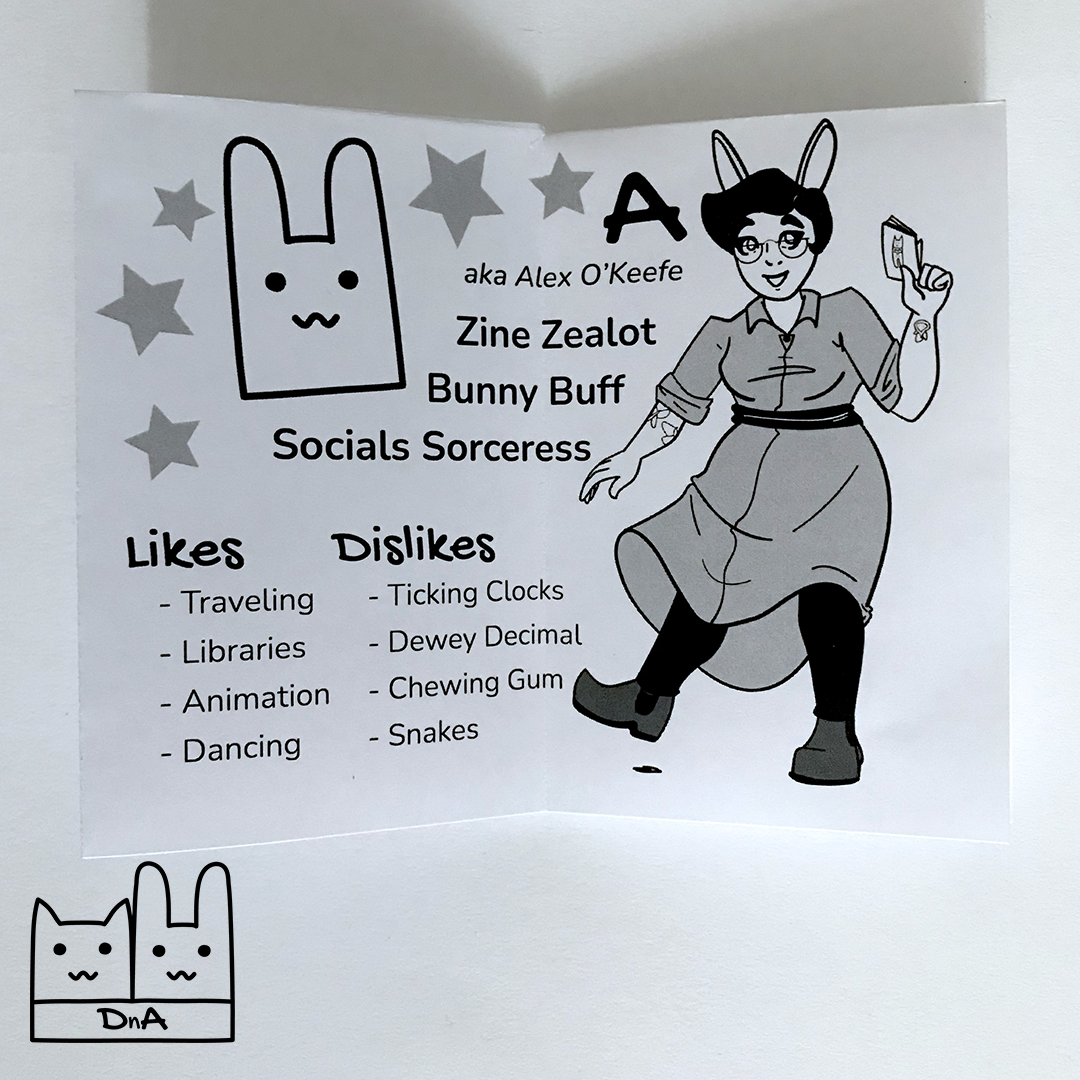 A
aka Alex O'Keefe
Zine Zealot
Bunny Buff
Socials Sorceress
Likes
- Traveling
- Libraries
- Animation
- Dancing
Dislikes
- Ticking Clocks
- Dewey Decimal
- Chewing Gum
- Snakes
DnA